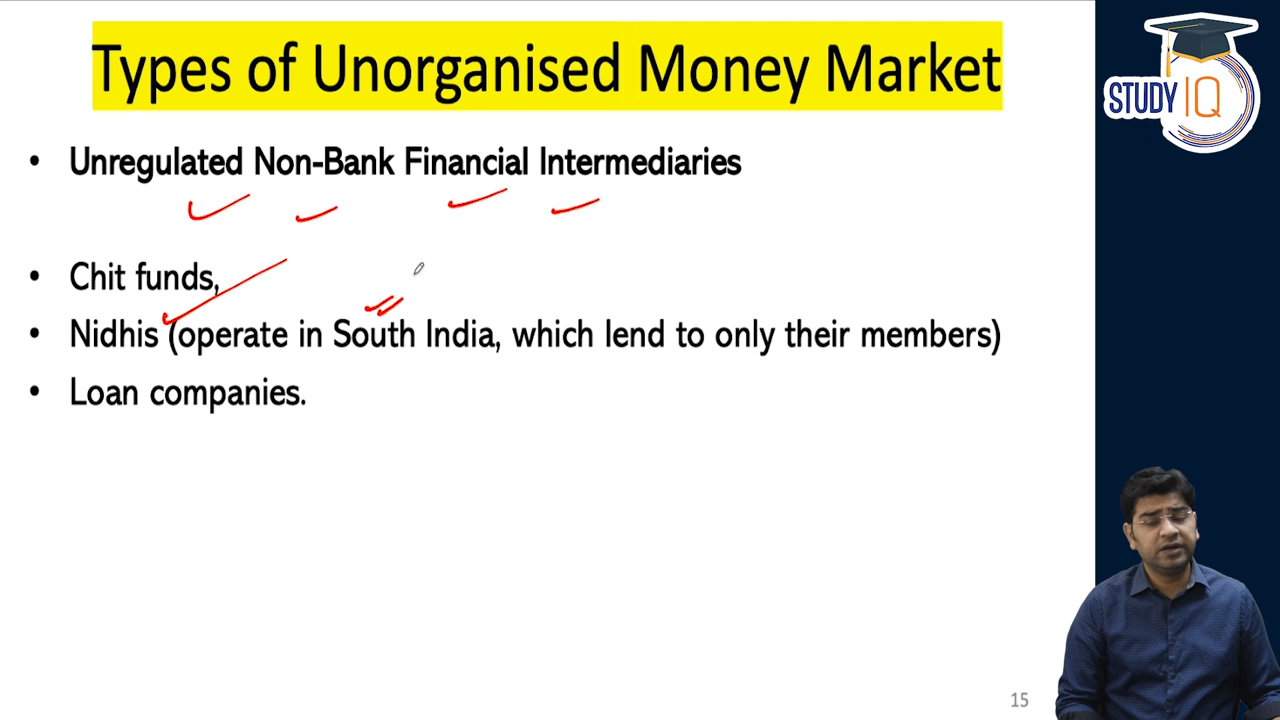 Types of Unorganised Money Market
STUDY IQ
• Unregulated Non-Bank Financial Intermediaries
• Chit funds,
• Nidhis (operate in South India, which lend to only their members)
• Loan companies.
15